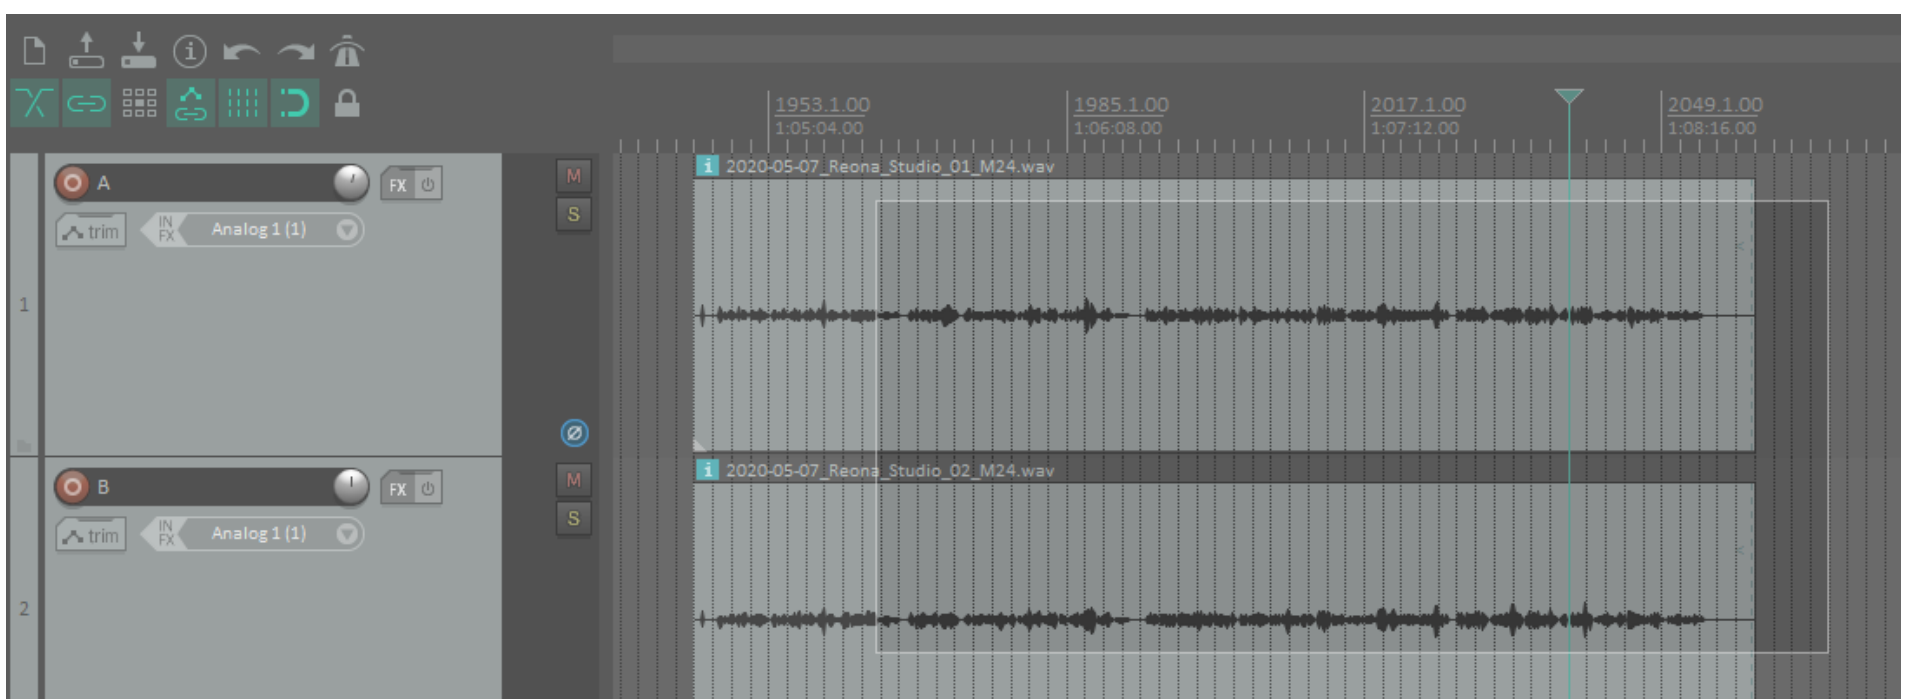 1953.1.00 1985.1.00 2017.1.00 2049.1.00
1:05:04.00 1:06:08.00 1:07:12.00 1:08:16.00
1
A
FX
M
S
trim
IN FX
Analog 1 (1)
i 2020-05-07_Reona_Studio_01_M24.wav
2
B
FX
M
S
trim
IN FX
Analog 1 (1)
i 2020-05-07_Reona_Studio_02_M24.wav